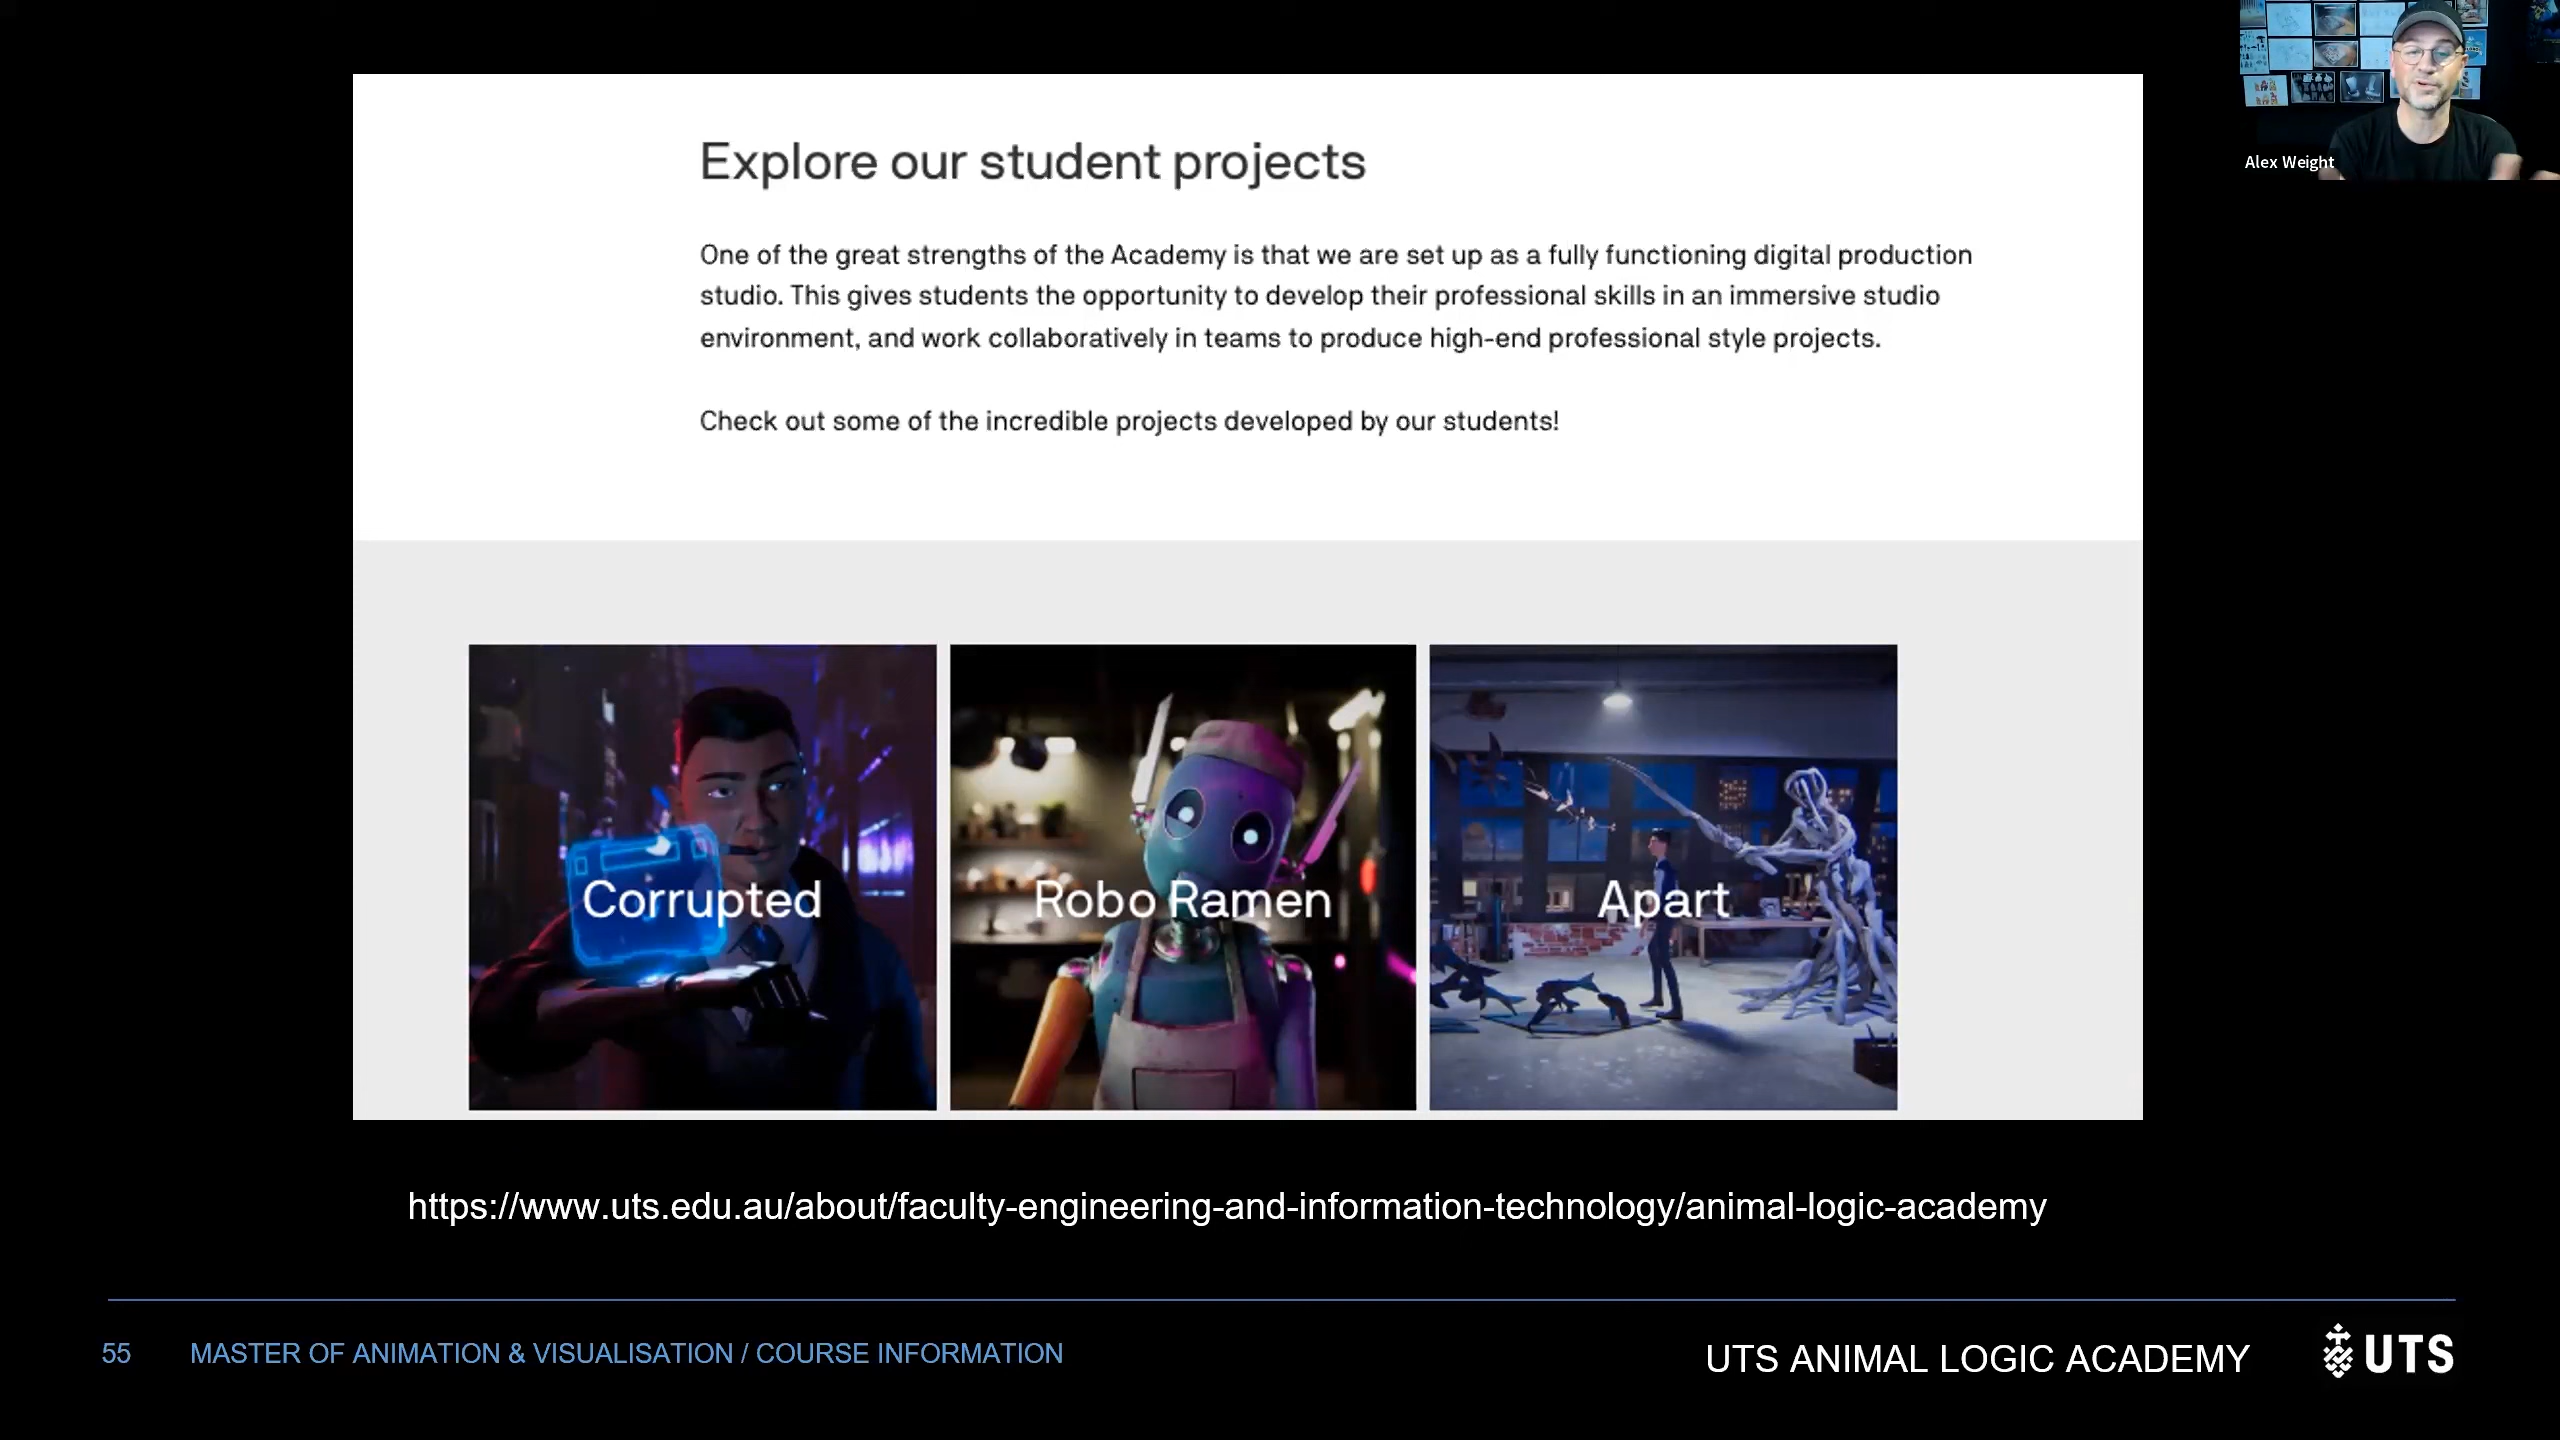 Alex Weight
Explore our student projects
One of the great strengths of the Academy is that we are set up as a fully functioning digital production
studio. This gives students the opportunity to develop their professional skills in an immersive studio
environment, and work collaboratively in teams to produce high-end professional style projects.
Check out some of the incredible projects developed by our students!
Corrupted
Robo Ramen
Apart
https://www.uts.edu.au/about/faculty-engineering-and-information-technology/animal-logic-academy
55
MASTER OF ANIMATION & VISUALISATION / COURSE INFORMATION
UTS ANIMAL LOGIC ACADEMY
UTS